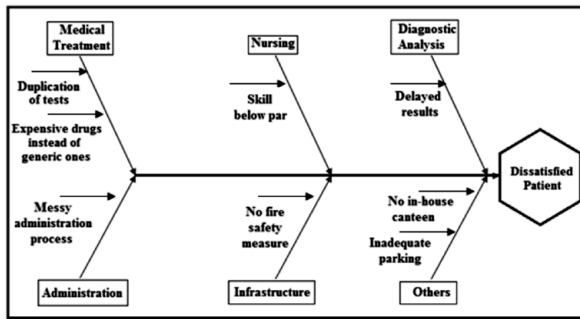 Medical
Treatment
Nursing
Diagnostic
Analysis
Duplication
of tests
Skill
below par
Delayed
results
Expensive drugs
instead of
generic ones
Dissatisfied
Patient
Messy
administration
process
No fire
safety
measure
No in-house
canteen
Inadequate
parking
Administration
Infrastructure
Others